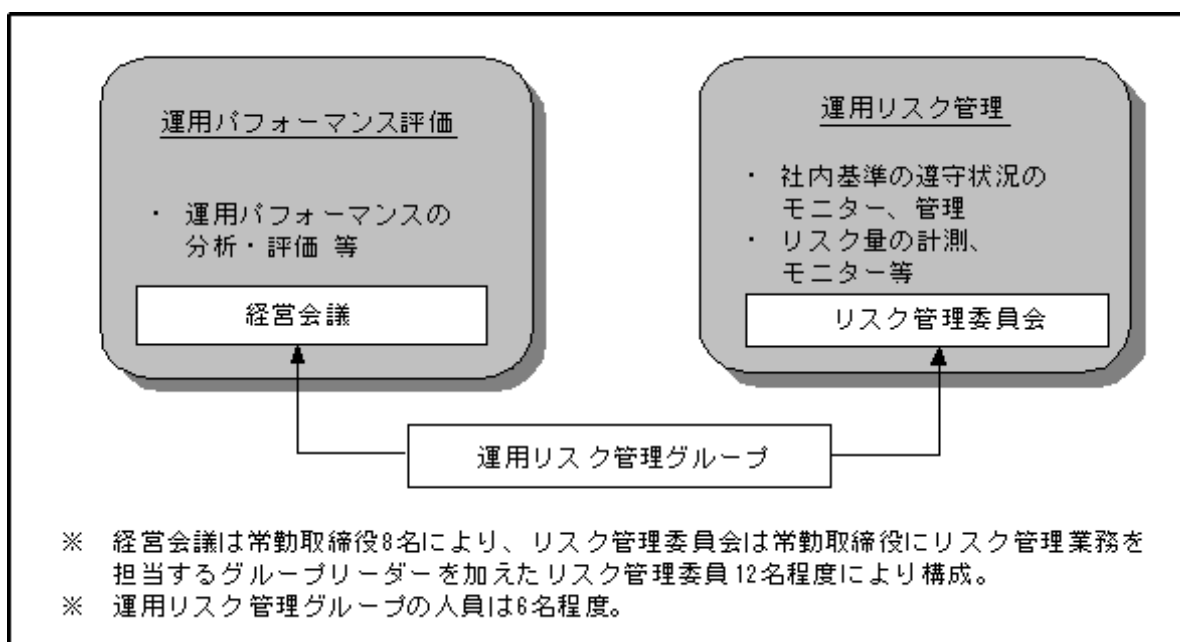 運用パフォーマンス評価
・ 運用パフォーマンスの
分析・評価 等
経営会議
運用リスク管理
・ 社内基準の遵守状況の
モニター、管理
・ リスク量の計測、
モニター等
リスク管理委員会
運用リスク管理グループ
※ 経営会議は常勤取締役8名により、リスク管理委員会は常勤取締役にリスク管理業務を
担当するグループリーダーを加えたリスク管理委員12名程度により構成。
※ 運用リスク管理グループの人員は6名程度。